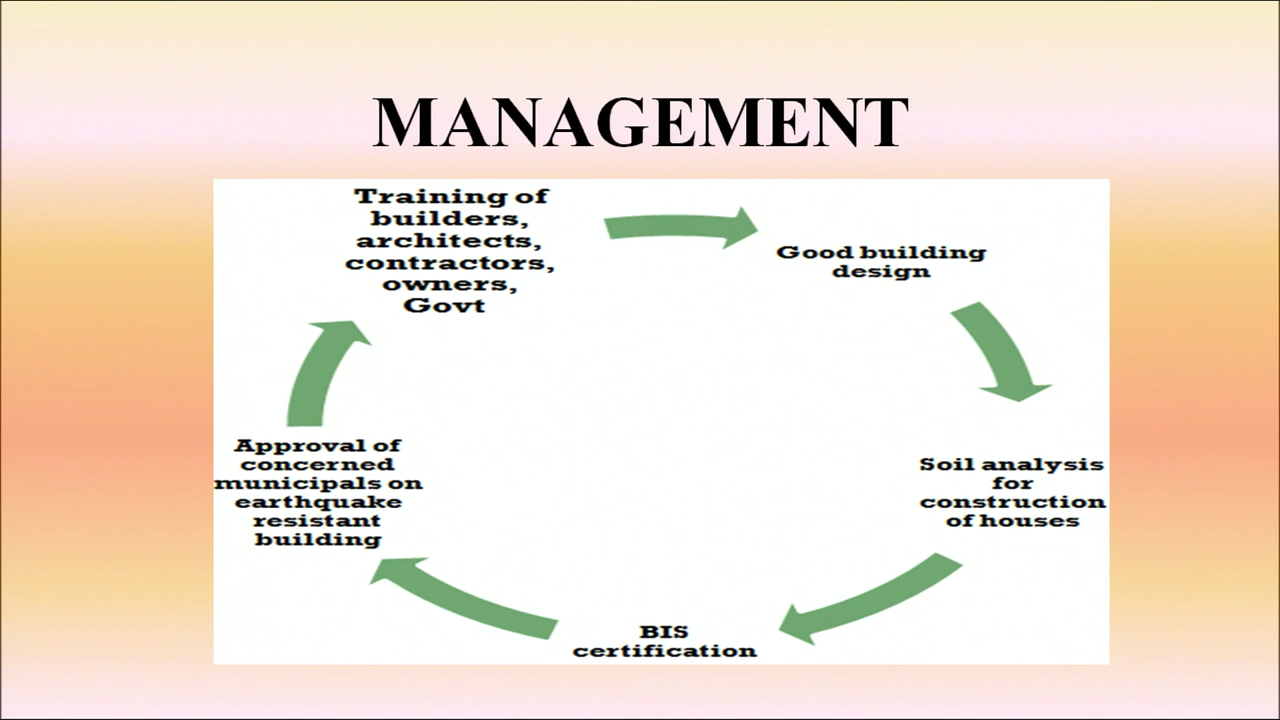 MANAGEMENT
Training of
builders,
architects,
contractors,
owners,
Govt
Good building
design
Soil analysis
for
construction
of houses
BIS
certification
Approval of
concerned
municipals on
earthquake
resistant
building